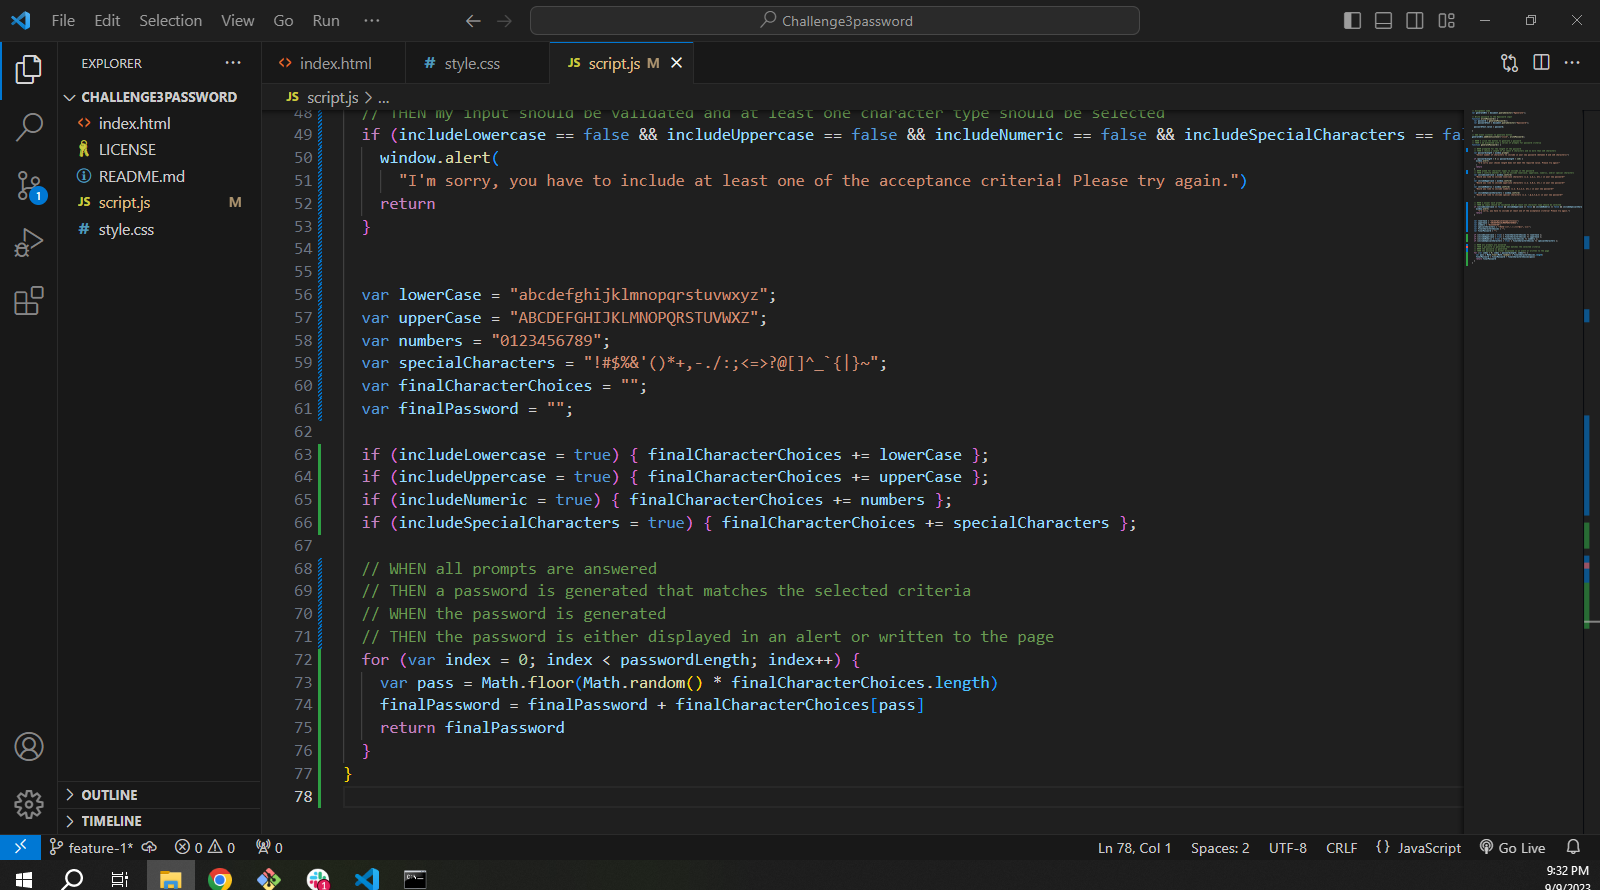 File Edit Selection View Go Run ···
Challenge3password
EXPLORER ···
CHALLENGE3PASSWORD
<> index.html
LICENSE
README.md
JS script.js M
# style.css
OUTLINE
TIMELINE
<> index.html
# style.css
JS script.js M
JS script.js > ...
48 // THEN my input should be validated and at least one character type should be selected
49 if (includeLowercase == false && includeUppercase == false && includeNumeric == false && includeSpecialCharacters == fa
50 window.alert(
51 "I'm sorry, you have to include at least one of the acceptance criteria! Please try again.")
52 return
53 }
54
55
56 var lowerCase = "abcdefghijklmnopqrstuvwxyz";
57 var upperCase = "ABCDEFGHIJKLMNOPQRSTUVWXZ";
58 var numbers = "0123456789";
59 var specialCharacters = "!#$%&'()*+,-./:;<=>?@[]^_`{|}~";
60 var finalCharacterChoices = "";
61 var finalPassword = "";
62
63 if (includeLowercase = true) { finalCharacterChoices += lowerCase };
64 if (includeUppercase = true) { finalCharacterChoices += upperCase };
65 if (includeNumeric = true) { finalCharacterChoices += numbers };
66 if (includeSpecialCharacters = true) { finalCharacterChoices += specialCharacters };
67
68 // WHEN all prompts are answered
69 // THEN a password is generated that matches the selected criteria
70 // WHEN the password is generated
71 // THEN the password is either displayed in an alert or written to the page
72 for (var index = 0; index < passwordLength; index++) {
73 var pass = Math.floor(Math.random() * finalCharacterChoices.length)
74 finalPassword = finalPassword + finalCharacterChoices[pass]
75 return finalPassword
76 }
77 }
78
1
feature-1* 0 0 0
Ln 78, Col 1 Spaces: 2 UTF-8 CRLF {} JavaScript Go Live
1
9:32 PM
9/9/2023